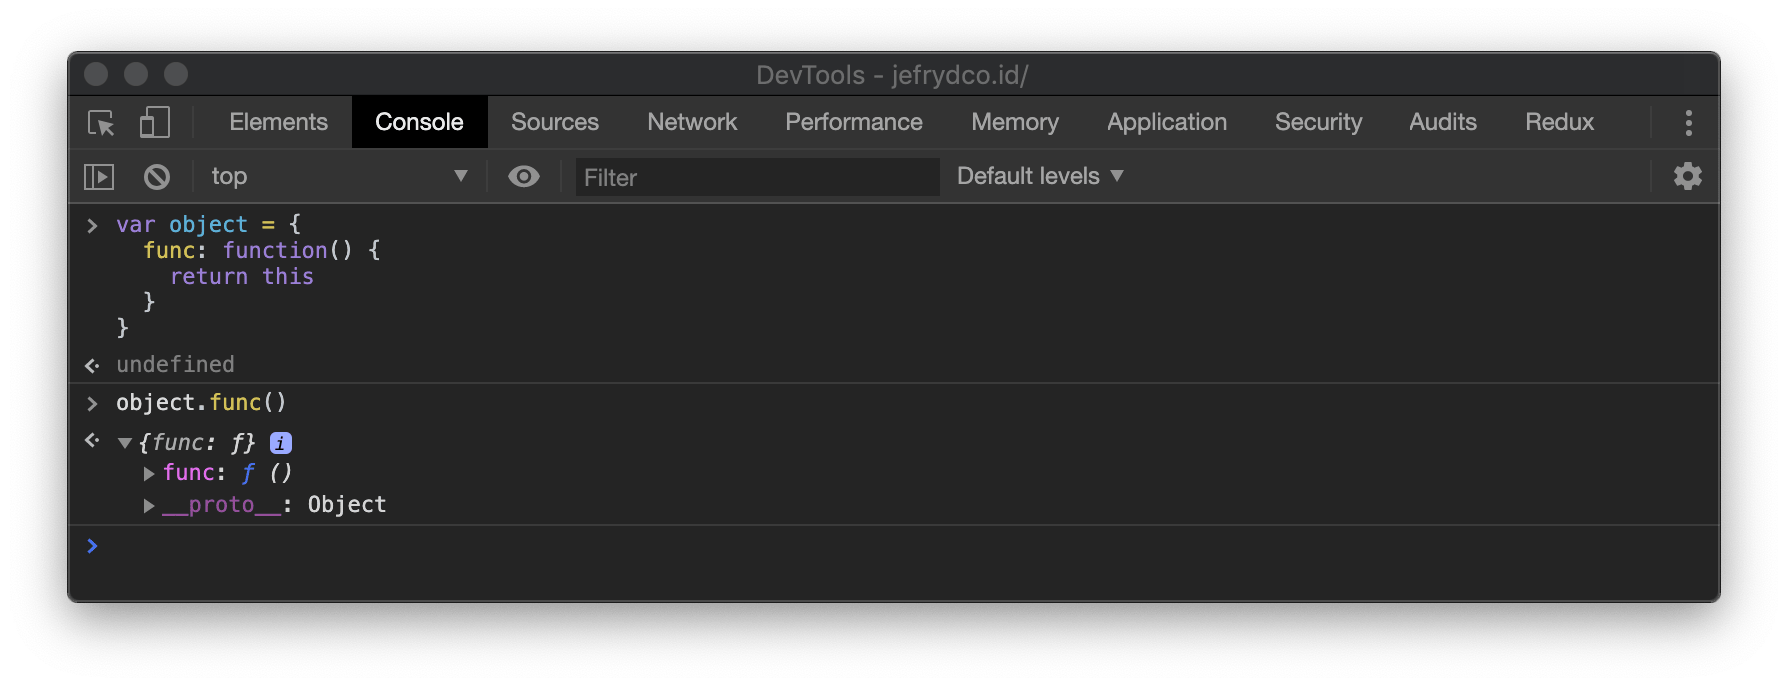 DevTools - jefrydco.id/
Elements Console Sources Network Performance Memory Application Security Audits Redux
top ▼ Filter Default levels ▼
> var object = {
  func: function() {
    return this
  }
}
undefined
> object.func()
▼ {func: ƒ} i
▶ func: ƒ ()
▶ __proto__: Object
>